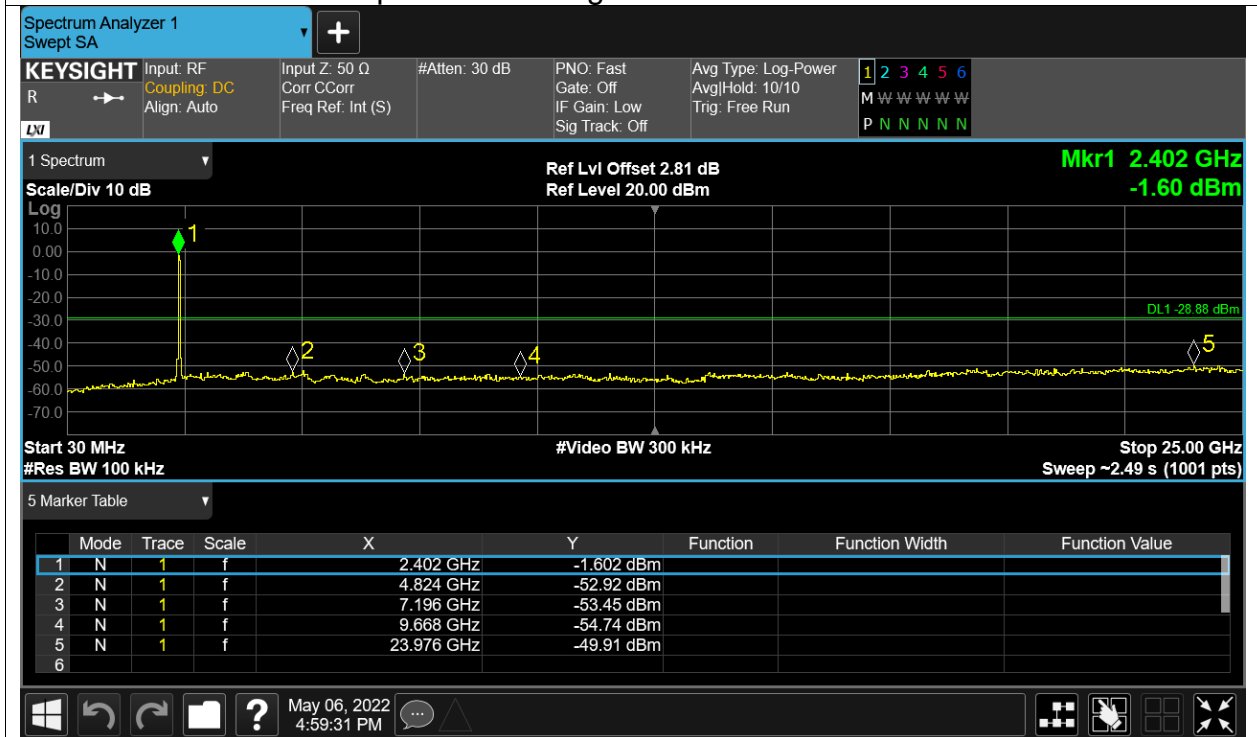 Spectrum Analyzer 1
Swept SA
KEYSIGHT
R
LXI
Input: RF
Coupling: DC
Align: Auto
Input Z: 50 Ω
Corr CCorr
Freq Ref: Int (S)
#Atten: 30 dB
PNO: Fast
Gate: Off
IF Gain: Low
Sig Track: Off
Avg Type: Log-Power
Avg|Hold: 10/10
Trig: Free Run
1 2 3 4 5 6
M W W W W W
P N N N N N
1 Spectrum
Scale/Div 10 dB
Ref Lvl Offset 2.81 dB
Ref Level 20.00 dBm
Mkr1 2.402 GHz
-1.60 dBm
Log
10.0
0.00
-10.0
-20.0
-30.0
-40.0
-50.0
-60.0
-70.0
1
2
3
4
5
DL1 -28.88 dBm
Start 30 MHz
#Res BW 100 kHz
#Video BW 300 kHz
Stop 25.00 GHz
Sweep ~2.49 s (1001 pts)
5 Marker Table
Mode Trace Scale X Y Function Function Width Function Value
1 N 1 f 2.402 GHz -1.602 dBm
2 N 1 f 4.824 GHz -52.92 dBm
3 N 1 f 7.196 GHz -53.45 dBm
4 N 1 f 9.668 GHz -54.74 dBm
5 N 1 f 23.976 GHz -49.91 dBm
6
?
May 06, 2022
4:59:31 PM